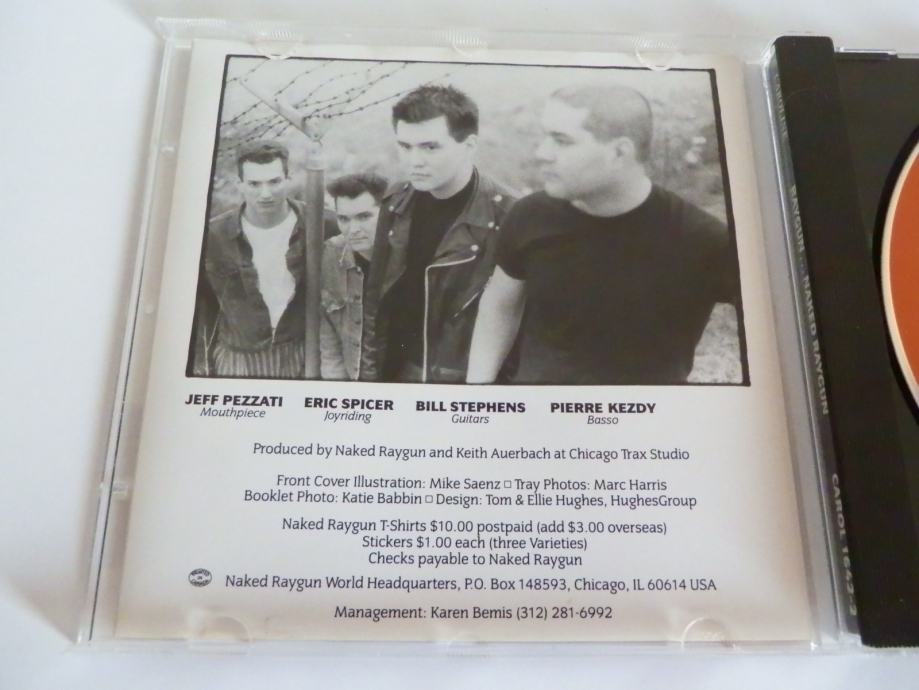 JEFF PEZZATI
Mouthpiece
ERIC SPICER
Joyriding
BILL STEPHENS
Guitars
PIERRE KEZDY
Basso
Produced by Naked Raygun and Keith Auerbach at Chicago Trax Studio
Front Cover Illustration: Mike Saenz □ Tray Photos: Marc Harris
Booklet Photo: Katie Babbin □ Design: Tom & Ellie Hughes, HughesGroup
Naked Raygun T-Shirts $10.00 postpaid (add $3.00 overseas)
Stickers $1.00 each (three Varieties)
Checks payable to Naked Raygun
Naked Raygun World Headquarters, P.O. Box 148593, Chicago, IL 60614 USA
Management: Karen Bemis (312) 281-6992
CAROLINE
RAYGUN... NAKED RAYGUN